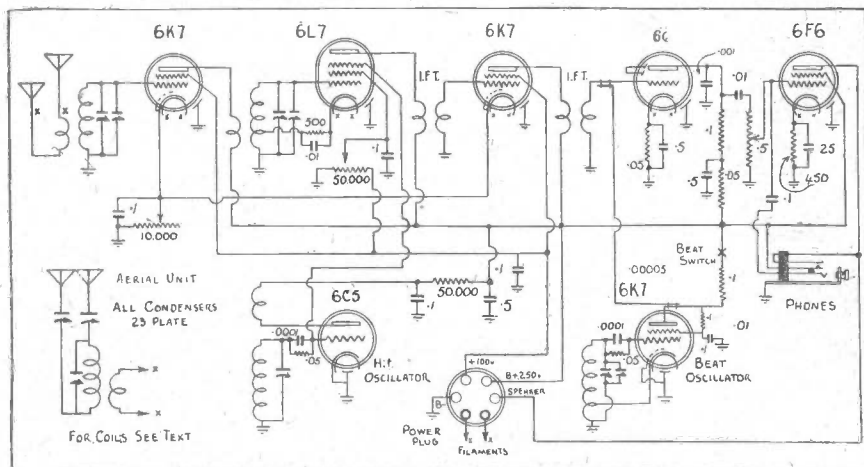 6K7
6L7
6K7
6C
6F6
I.F.T.
I.F.T.
.001
.01
500
.01
.1
50.000
.05
.5
.1
.5
.05
.5
25
450
.1
.1
10.000
BEAT
SWITCH
.1
PHONES
AERIAL UNIT
ALL CONDENSERS
23 PLATE
6C5
.0001
.05
H.F.
OSCILLATOR
50.000
.1
.1
.5
.00005
6K7
.0001
.05
.1
.01
.1
BEAT
OSCILLATOR
+100V
B+250V
SPEAKER
B-
POWER
PLUG
X
X
FILAMENTS
X
X
X
X
FOR COILS SEE TEXT